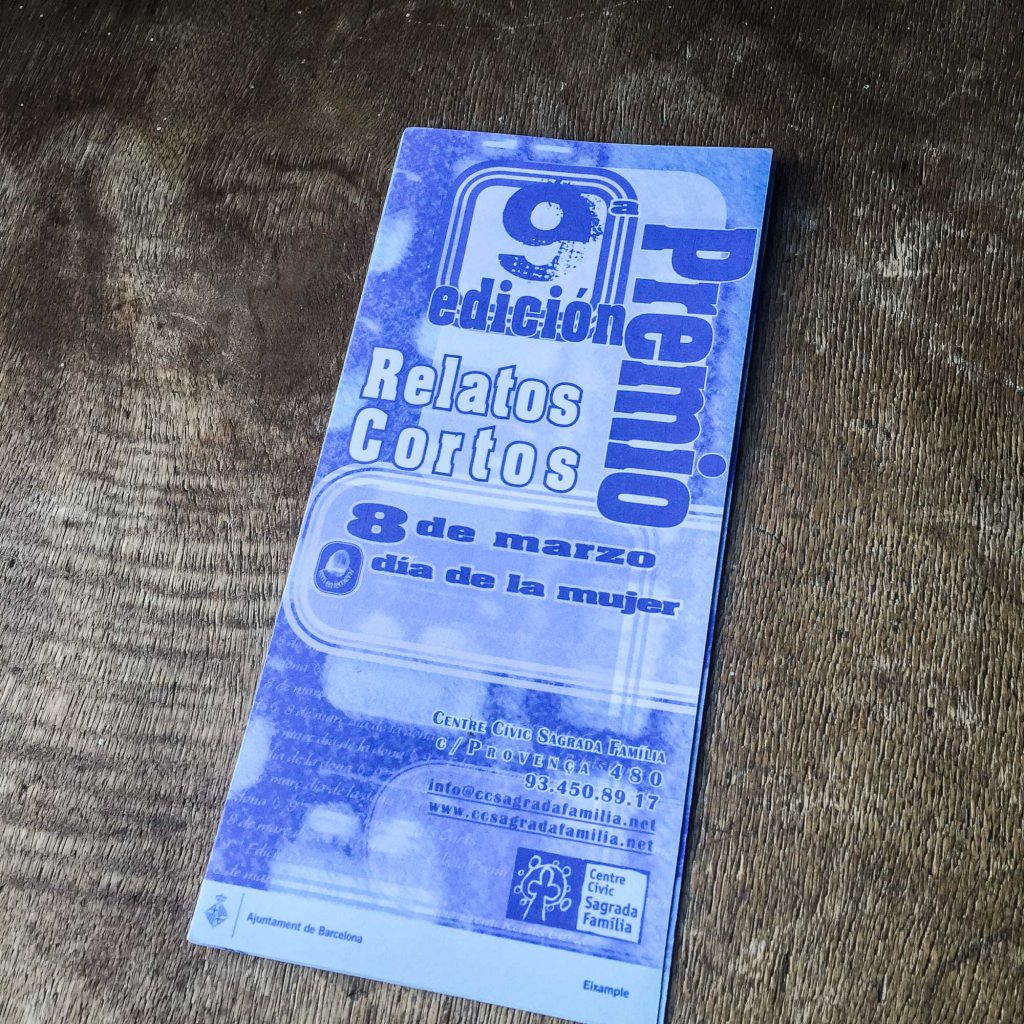 9ª
edición
Premio
Relatos
Cortos
8 de marzo
día de la mujer
Centre Cívic Sagrada Família
c/Provença 480
93.450.89.17
info@ccsagradafamilia.net
www.ccsagradafamilia.net
Centre
Cívic
Sagrada
Família
Ajuntament de Barcelona
Eixample